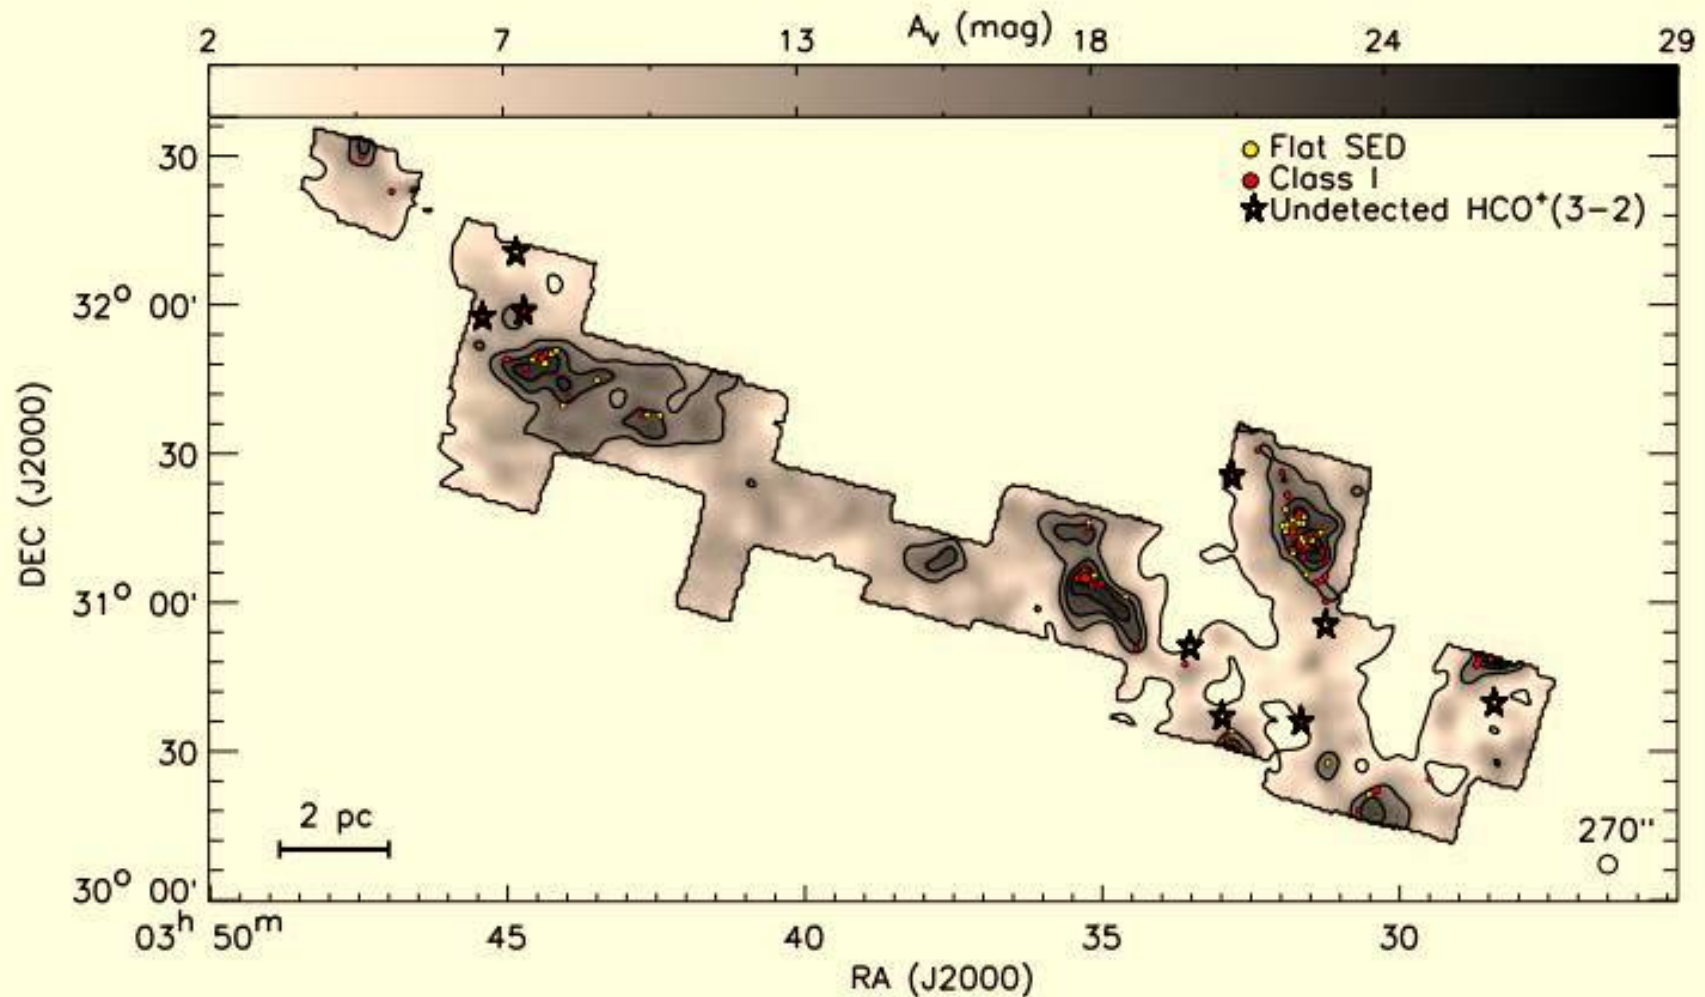 A_V (mag)
2 7 13 18 24 29
Flat SED
Class I
Undetected HCO⁺(3−2)
30
32° 00'
30
31° 00'
30
30° 00'
DEC (J2000)
2 pc
270"
03ʰ 50ᵐ 45 40 35 30
RA (J2000)